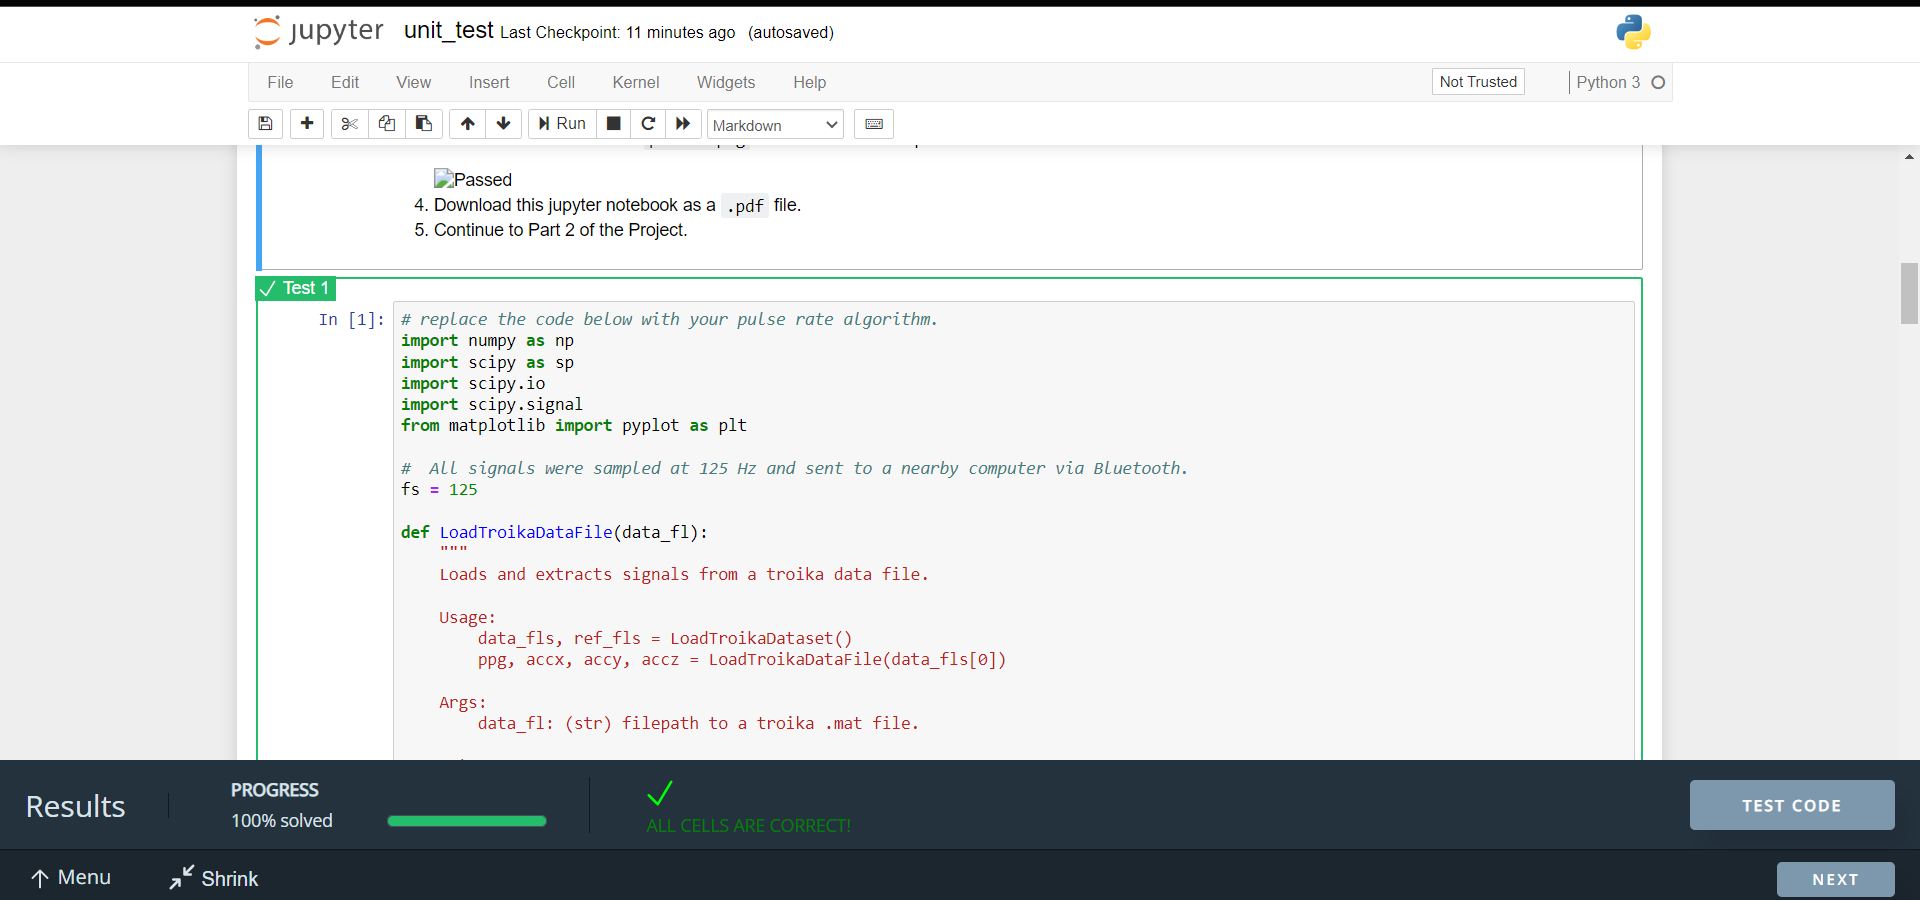 jupyter unit_test Last Checkpoint: 11 minutes ago (autosaved)
File Edit View Insert Cell Kernel Widgets Help Not Trusted Python 3
Run Markdown
Passed
4. Download this jupyter notebook as a .pdf file.
5. Continue to Part 2 of the Project.
Test 1
In [1]: # replace the code below with your pulse rate algorithm.
import numpy as np
import scipy as sp
import scipy.io
import scipy.signal
from matplotlib import pyplot as plt
#  All signals were sampled at 125 Hz and sent to a nearby computer via Bluetooth.
fs = 125
def LoadTroikaDataFile(data_fl):
"""
Loads and extracts signals from a troika data file.
Usage:
data_fls, ref_fls = LoadTroikaDataset()
ppg, accx, accy, accz = LoadTroikaDataFile(data_fls[0])
Args:
data_fl: (str) filepath to a troika .mat file.
Results
PROGRESS
100% solved
ALL CELLS ARE CORRECT!
TEST CODE
Menu Shrink
NEXT